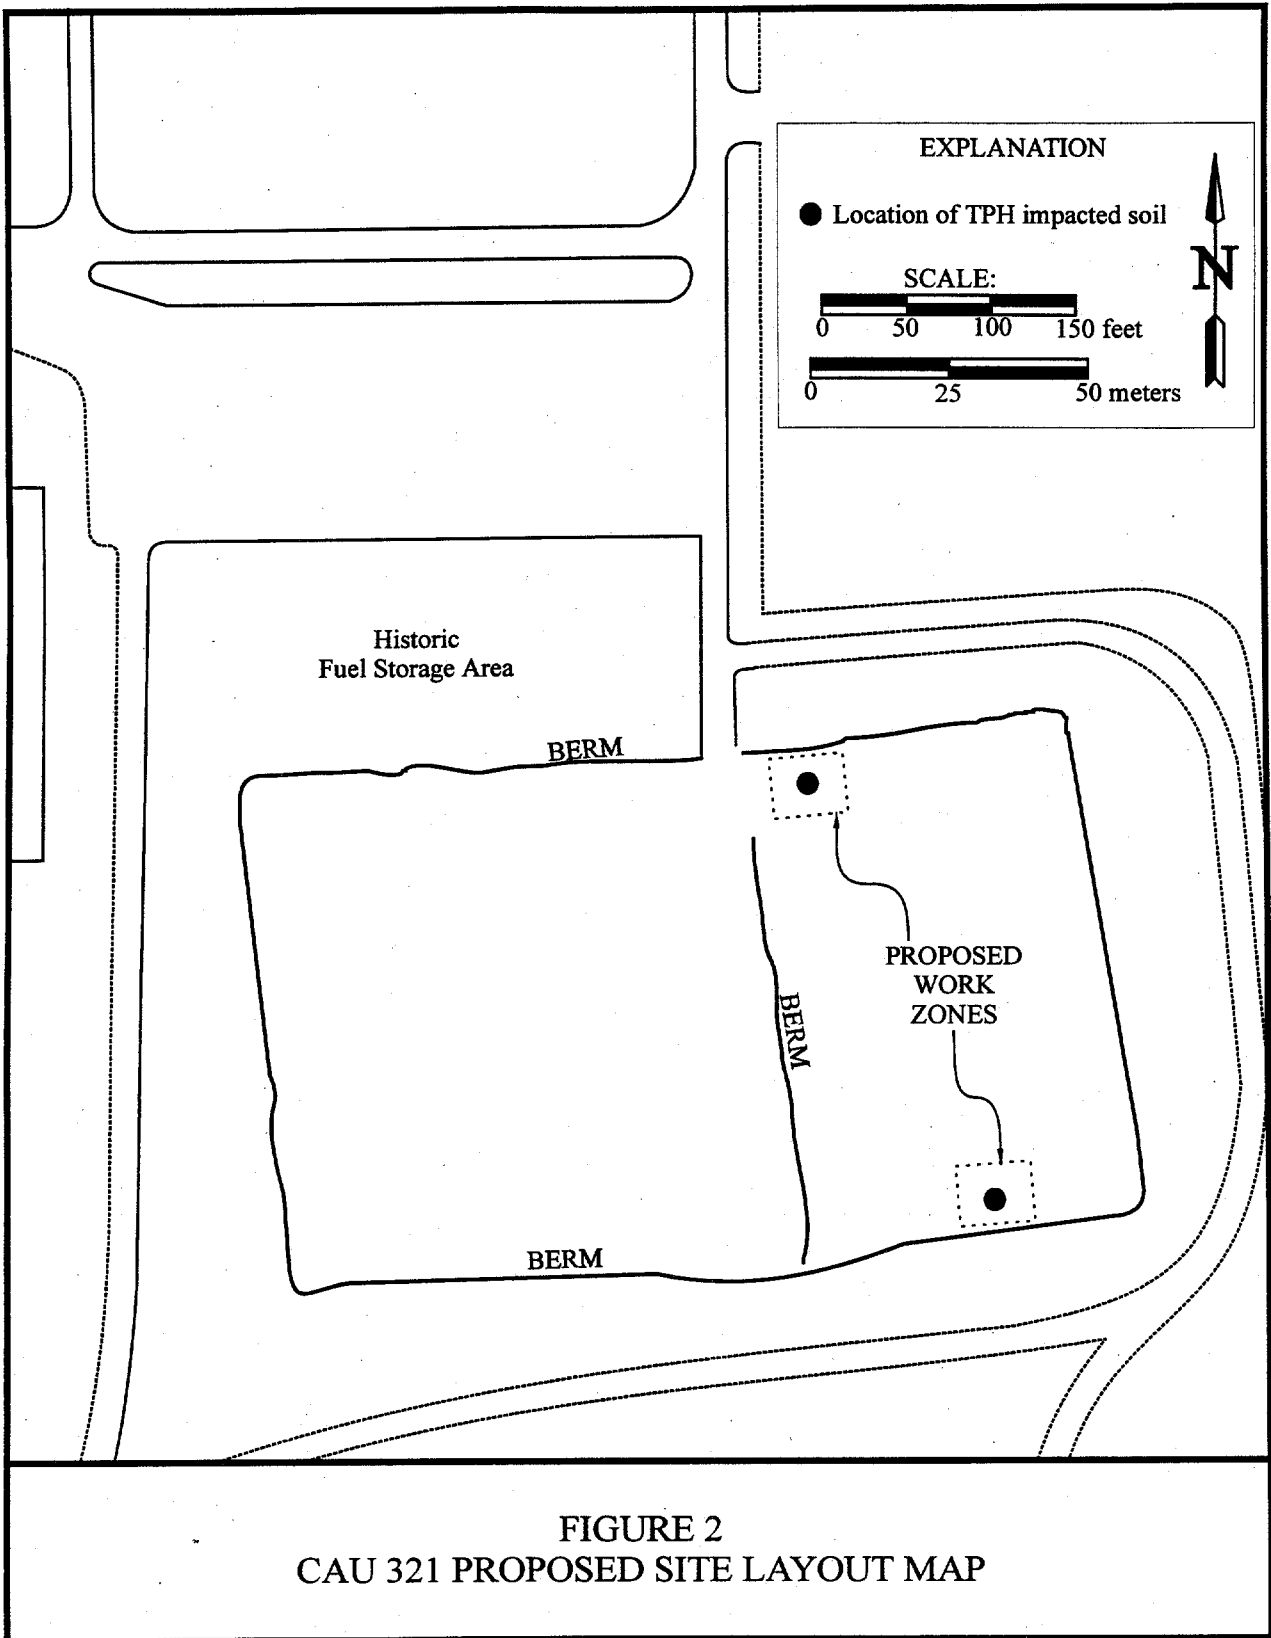 EXPLANATION
Location of TPH impacted soil
N
SCALE:
0 50 100 150 feet
0 25 50 meters
Historic
Fuel Storage Area
BERM
PROPOSED
WORK
ZONES
BERM
BERM
FIGURE 2
CAU 321 PROPOSED SITE LAYOUT MAP